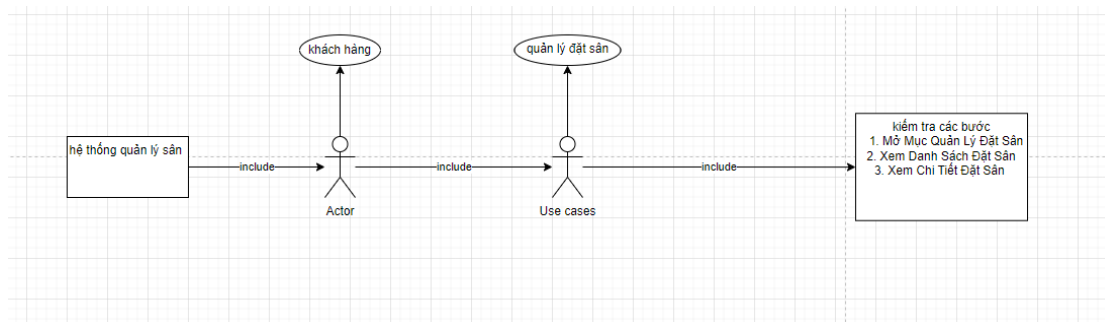 khách hàng
quản lý đặt sân
hệ thống quản lý sân
include
include
include
kiểm tra các bước
1. Mở Mục Quản Lý Đặt Sân
2. Xem Danh Sách Đặt Sân
3. Xem Chi Tiết Đặt Sân
Actor
Use cases